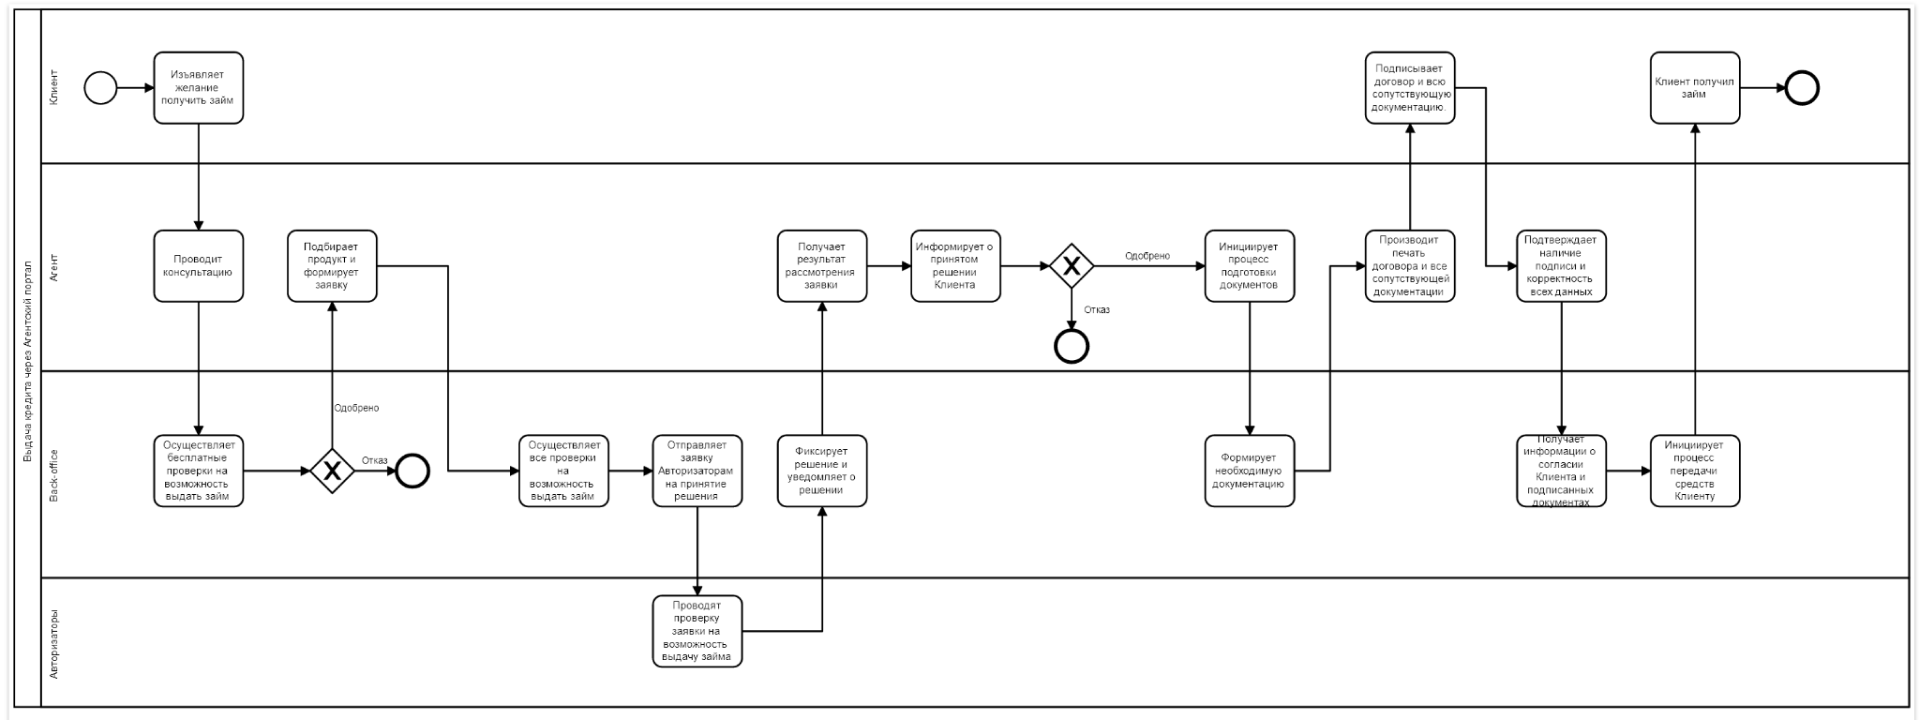 Выдача кредита через Агентский портал
Клиент
Изъявляет
желание
получить займ
Подписывает
договор и всю
сопутствующую
документацию.
Клиент получил
займ
Агент
Проводит
консультацию
Подбирает
продукт и
формирует
заявку
Получает
результат
рассмотрения
заявки
Информирует о
принятом
решении
Клиента
Одобрено
Отказ
Инициирует
процесс
подготовки
документов
Производит
печать
договора и все
сопутствующей
документации
Подтверждает
наличие
подписи и
корректность
всех данных
Back-office
Осуществляет
бесплатные
проверки на
возможность
выдать займ
Одобрено
Отказ
Осуществляет
все проверки
на
возможность
выдать займ
Отправляет
заявку
Авторизаторам
на принятие
решения
Фиксирует
решение и
уведомляет о
решении
Формирует
необходимую
документацию
Получает
информации о
согласии
Клиента и
подписанных
документах
Инициирует
процесс
передачи
средств
Клиенту
Авторизаторы
Проводят
проверку
заявки на
возможность
выдачу займа